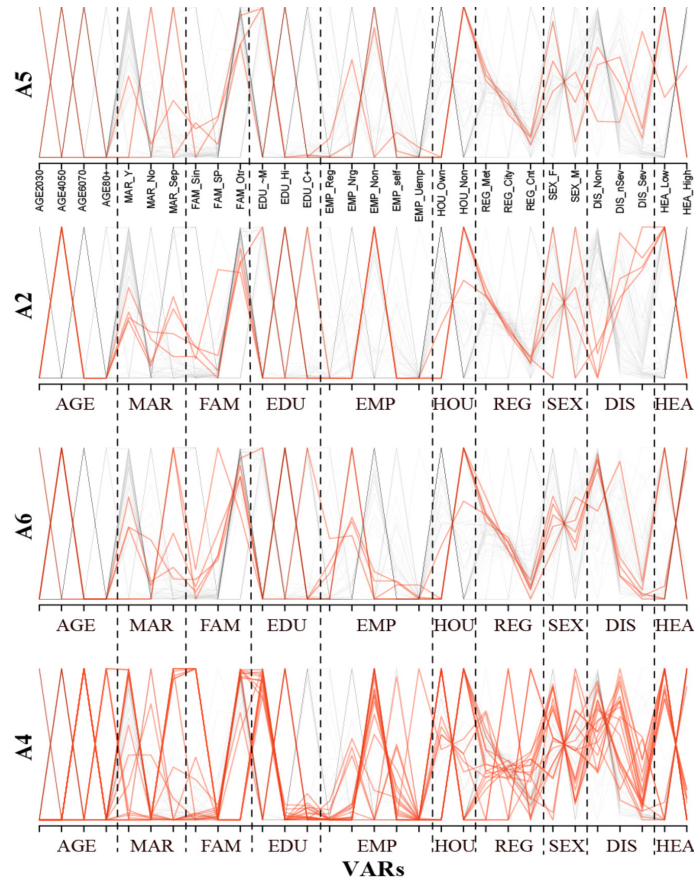 A5
AGE2030
AGE4050
AGE6070
AGE80+
MAR_Y
MAR_No
MAR_Sep
FAM_Sin
FAM_SP
FAM_Otr
EDU_~M
EDU_Hi
EDU_C+
EMP_Reg
EMP_Nrg
EMP_Non
EMP_self
EMP_Uemp
HOU_Own
HOU_Non
REG_Met
REG_City
REG_Cnt
SEX_F
SEX_M
DIS_Non
DIS_nSev
DIS_Sev
HEA_Low
HEA_High
A2
AGE MAR FAM EDU EMP HOU REG SEX DIS HEA
A6
AGE MAR FAM EDU EMP HOU REG SEX DIS HEA
A4
AGE MAR FAM EDU EMP HOU REG SEX DIS HEA
VARs